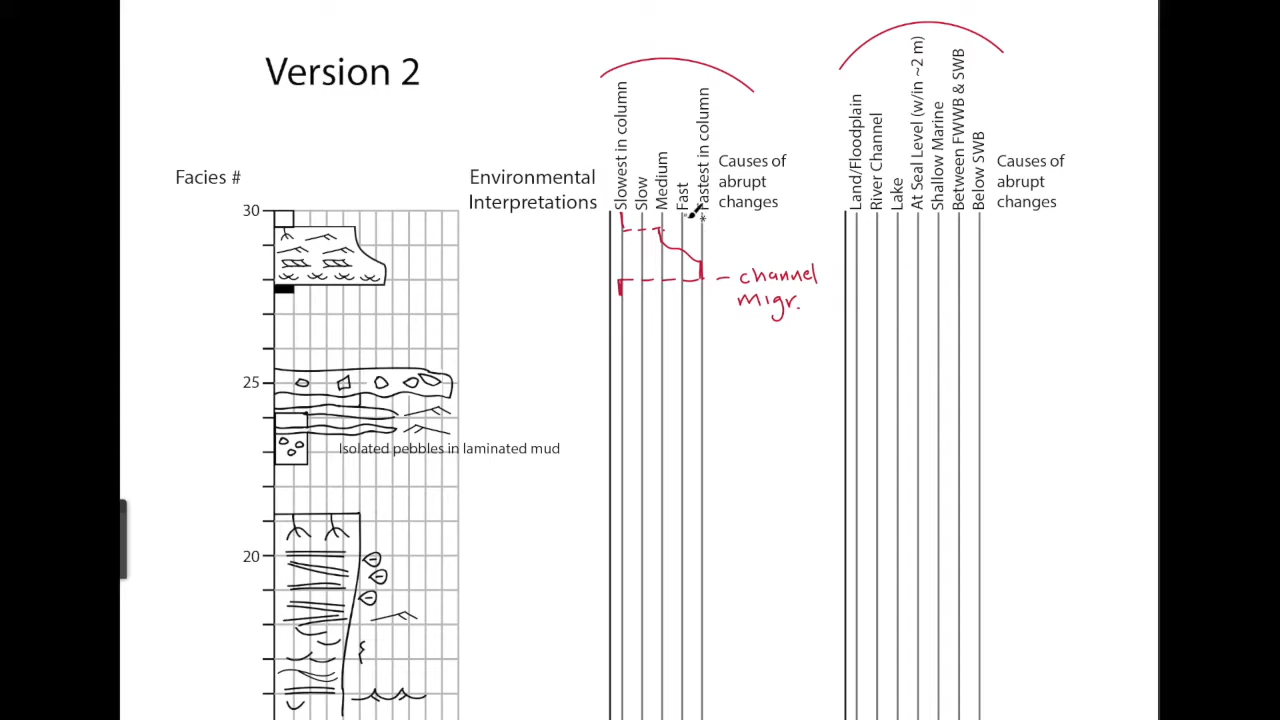 Version 2
Facies #
Environmental
Interpretations
Slowest in column
Slow
Medium
Fast
Fastest in column
Causes of
abrupt
changes
Land/Floodplain
River Channel
Lake
At Seal Level (w/in ~2 m)
Shallow Marine
Between FWWB & SWB
Below SWB
Causes of
abrupt
changes
30
- channel
migr.
25
Isolated pebbles in laminated mud
20